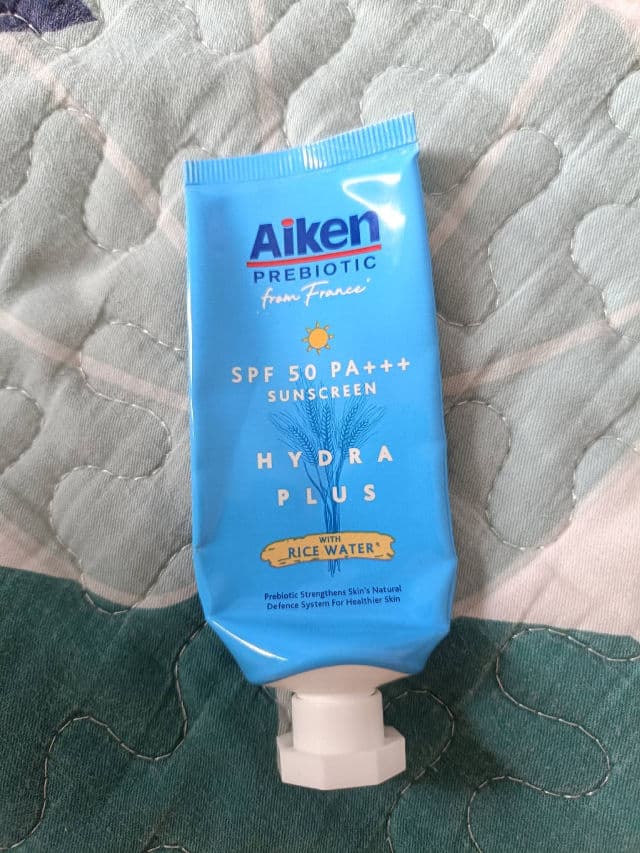 Aiken
PREBIOTIC
from France*
SPF 50 PA+++
SUNSCREEN
HYDRA
PLUS
WITH
RICE WATER*
Prebiotic Strengthens Skin's Natural
Defence System For Healthier Skin